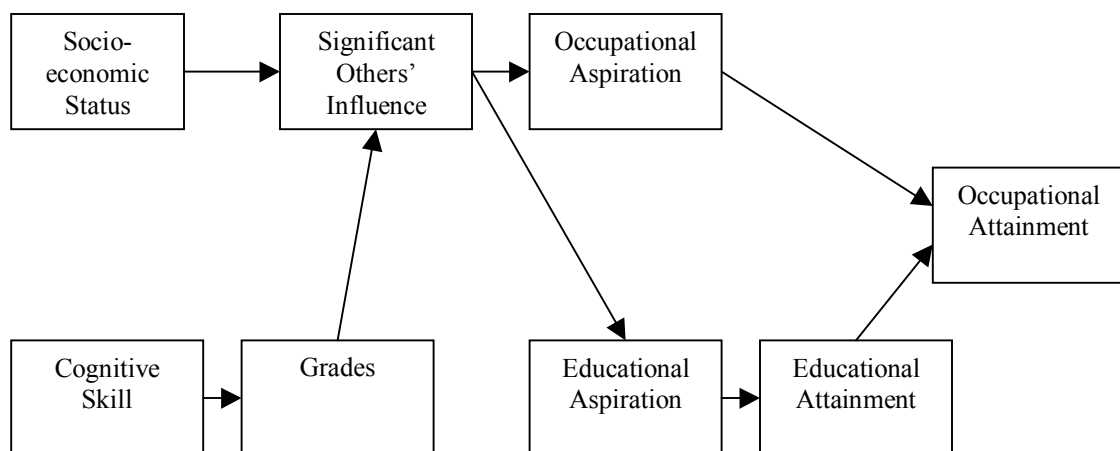 Socio-
economic
Status
Significant
Others’
Influence
Occupational
Aspiration
Occupational
Attainment
Cognitive
Skill
Grades
Educational
Aspiration
Educational
Attainment